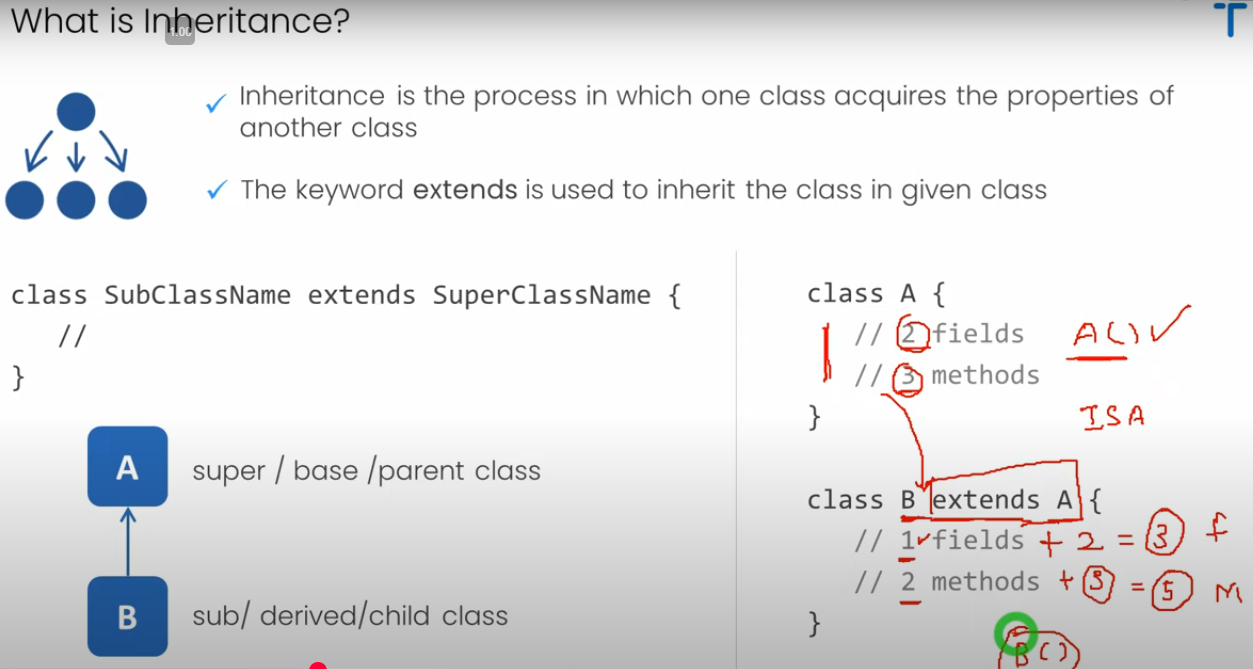 What is Inheritance?
1.00
T
Inheritance is the process in which one class acquires the properties of
another class
The keyword extends is used to inherit the class in given class
class SubClassName extends SuperClassName {
//
}
A
super / base /parent class
B
sub/ derived/child class
class A {
// 2 fields A() ✓
// 3 methods
}
ISA
class B extends A {
// 1 fields + 2 = 3 f
// 2 methods + 3 = 5 M
}
B()